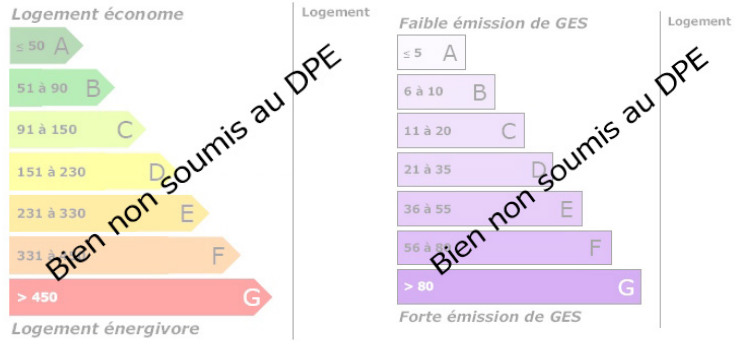 Logement économe
Logement
≤ 50 A
51 à 90 B
91 à 150 C
151 à 230 D
231 à 330 E
331 à F
> 450 G
Logement énergivore
Bien non soumis au DPE
Faible émission de GES
Logement
≤ 5 A
6 à 10 B
11 à 20 C
21 à 35 D
36 à 55 E
56 à 80 F
> 80 G
Forte émission de GES
Bien non soumis au DPE